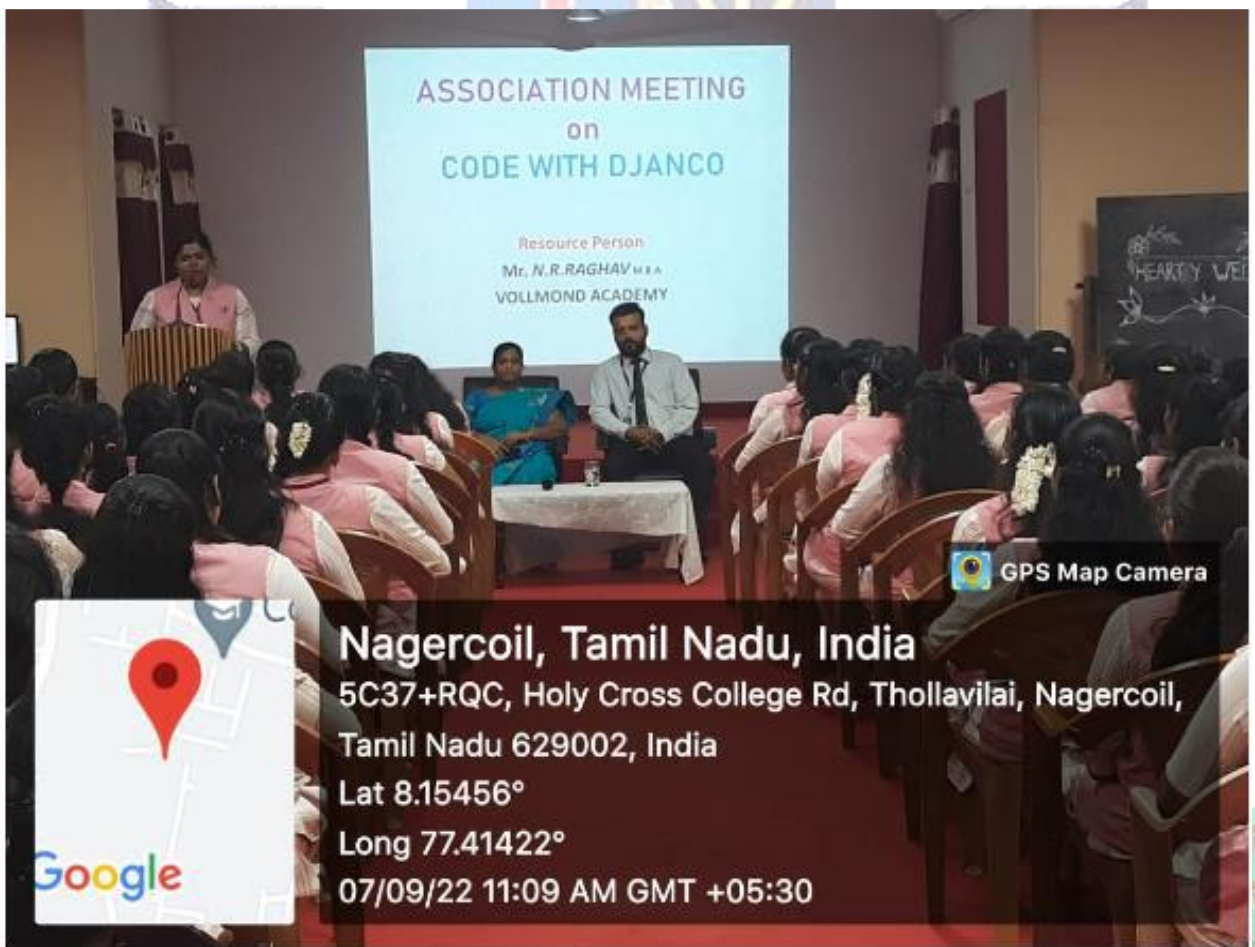 ASSOCIATION MEETING
on
CODE WITH DJANCO
Resource Person
Mr. N.R.RAGHAV M.B.A
VOLLMOND ACADEMY
HEARTY WEL
GPS Map Camera
Nagercoil, Tamil Nadu, India
5C37+RQC, Holy Cross College Rd, Thollavilai, Nagercoil,
Tamil Nadu 629002, India
Lat 8.15456°
Long 77.41422°
07/09/22 11:09 AM GMT +05:30
Google